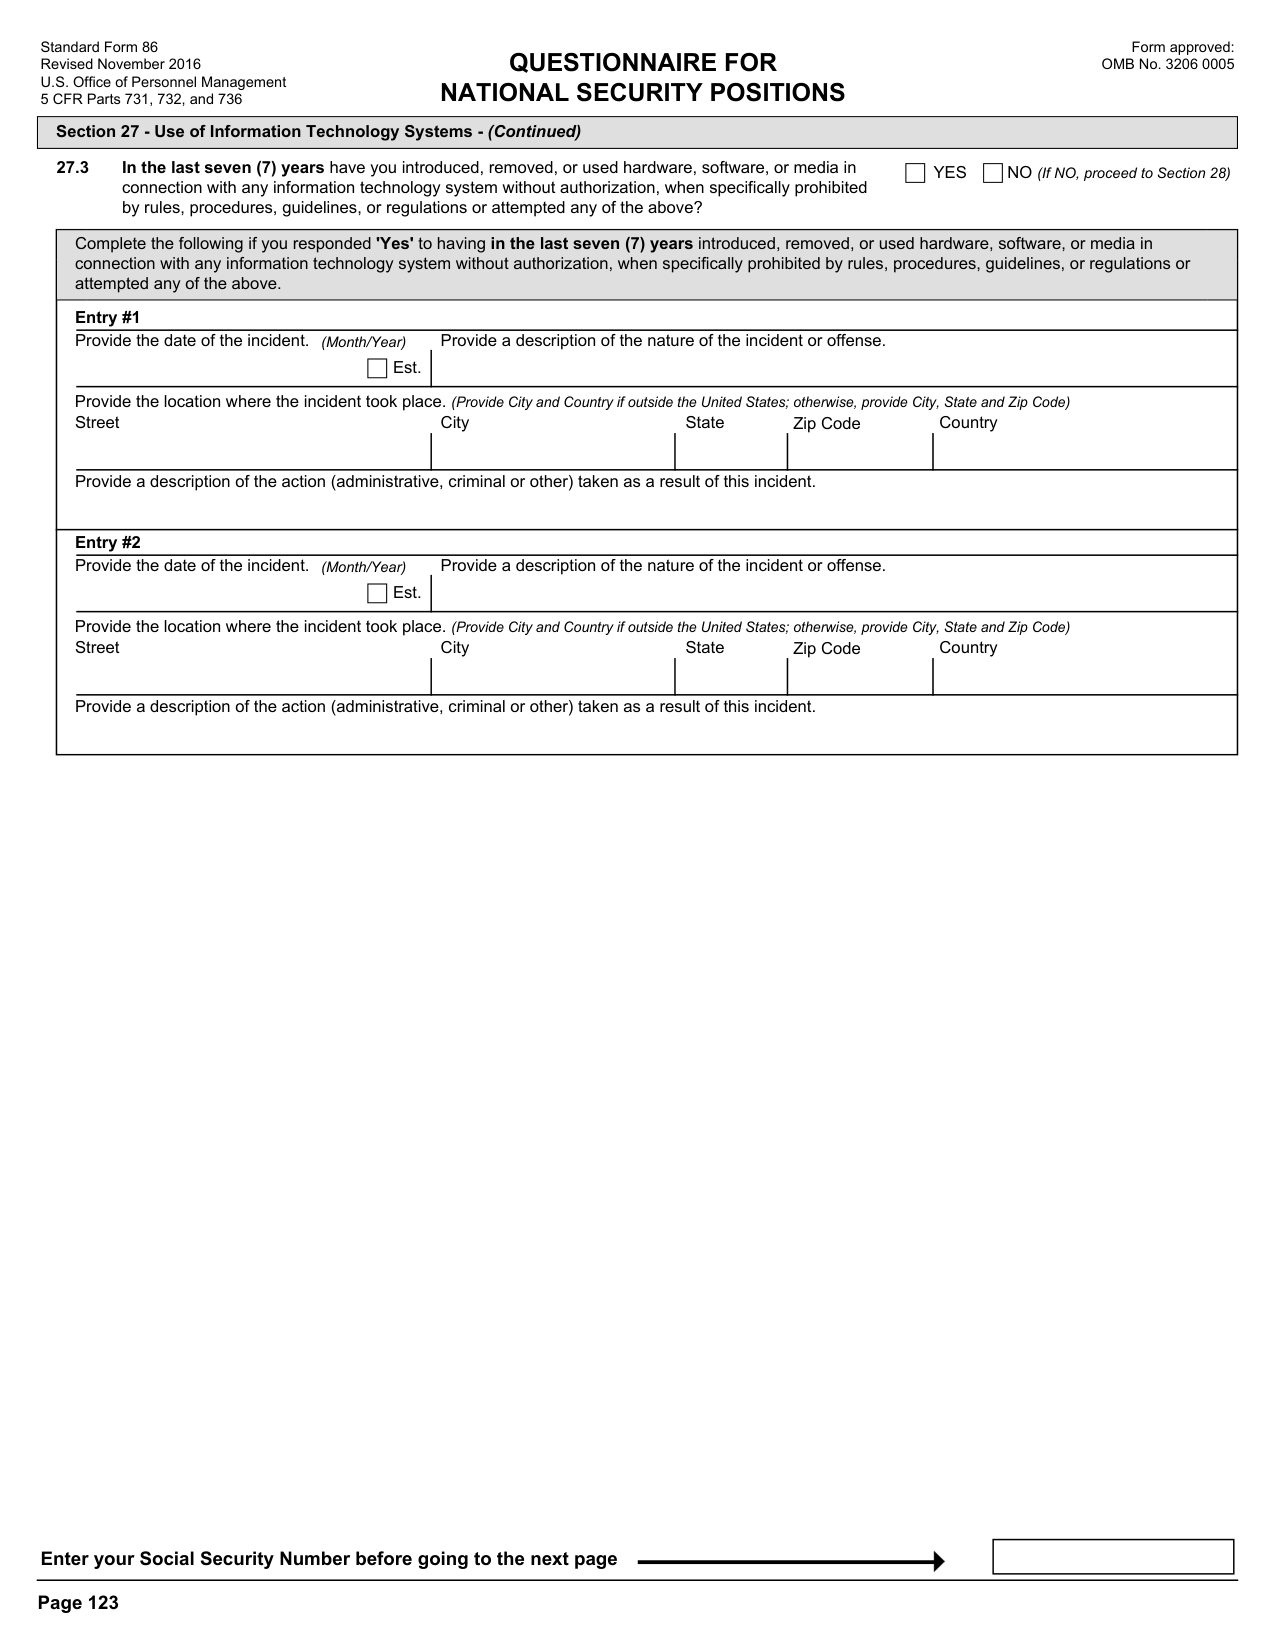 Standard Form 86
Revised November 2016
U.S. Office of Personnel Management
5 CFR Parts 731, 732, and 736
QUESTIONNAIRE FOR
NATIONAL SECURITY POSITIONS
Form approved:
OMB No. 3206 0005
Section 27 - Use of Information Technology Systems - (Continued)
27.3 In the last seven (7) years have you introduced, removed, or used hardware, software, or media in
connection with any information technology system without authorization, when specifically prohibited
by rules, procedures, guidelines, or regulations or attempted any of the above?
YES NO (If NO, proceed to Section 28)
Complete the following if you responded 'Yes' to having in the last seven (7) years introduced, removed, or used hardware, software, or media in
connection with any information technology system without authorization, when specifically prohibited by rules, procedures, guidelines, or regulations or
attempted any of the above.
Entry #1
Provide the date of the incident. (Month/Year) Provide a description of the nature of the incident or offense.
Est.
Provide the location where the incident took place. (Provide City and Country if outside the United States; otherwise, provide City, State and Zip Code)
Street City State Zip Code Country
Provide a description of the action (administrative, criminal or other) taken as a result of this incident.
Entry #2
Provide the date of the incident. (Month/Year) Provide a description of the nature of the incident or offense.
Est.
Provide the location where the incident took place. (Provide City and Country if outside the United States; otherwise, provide City, State and Zip Code)
Street City State Zip Code Country
Provide a description of the action (administrative, criminal or other) taken as a result of this incident.
Enter your Social Security Number before going to the next page
Page 123